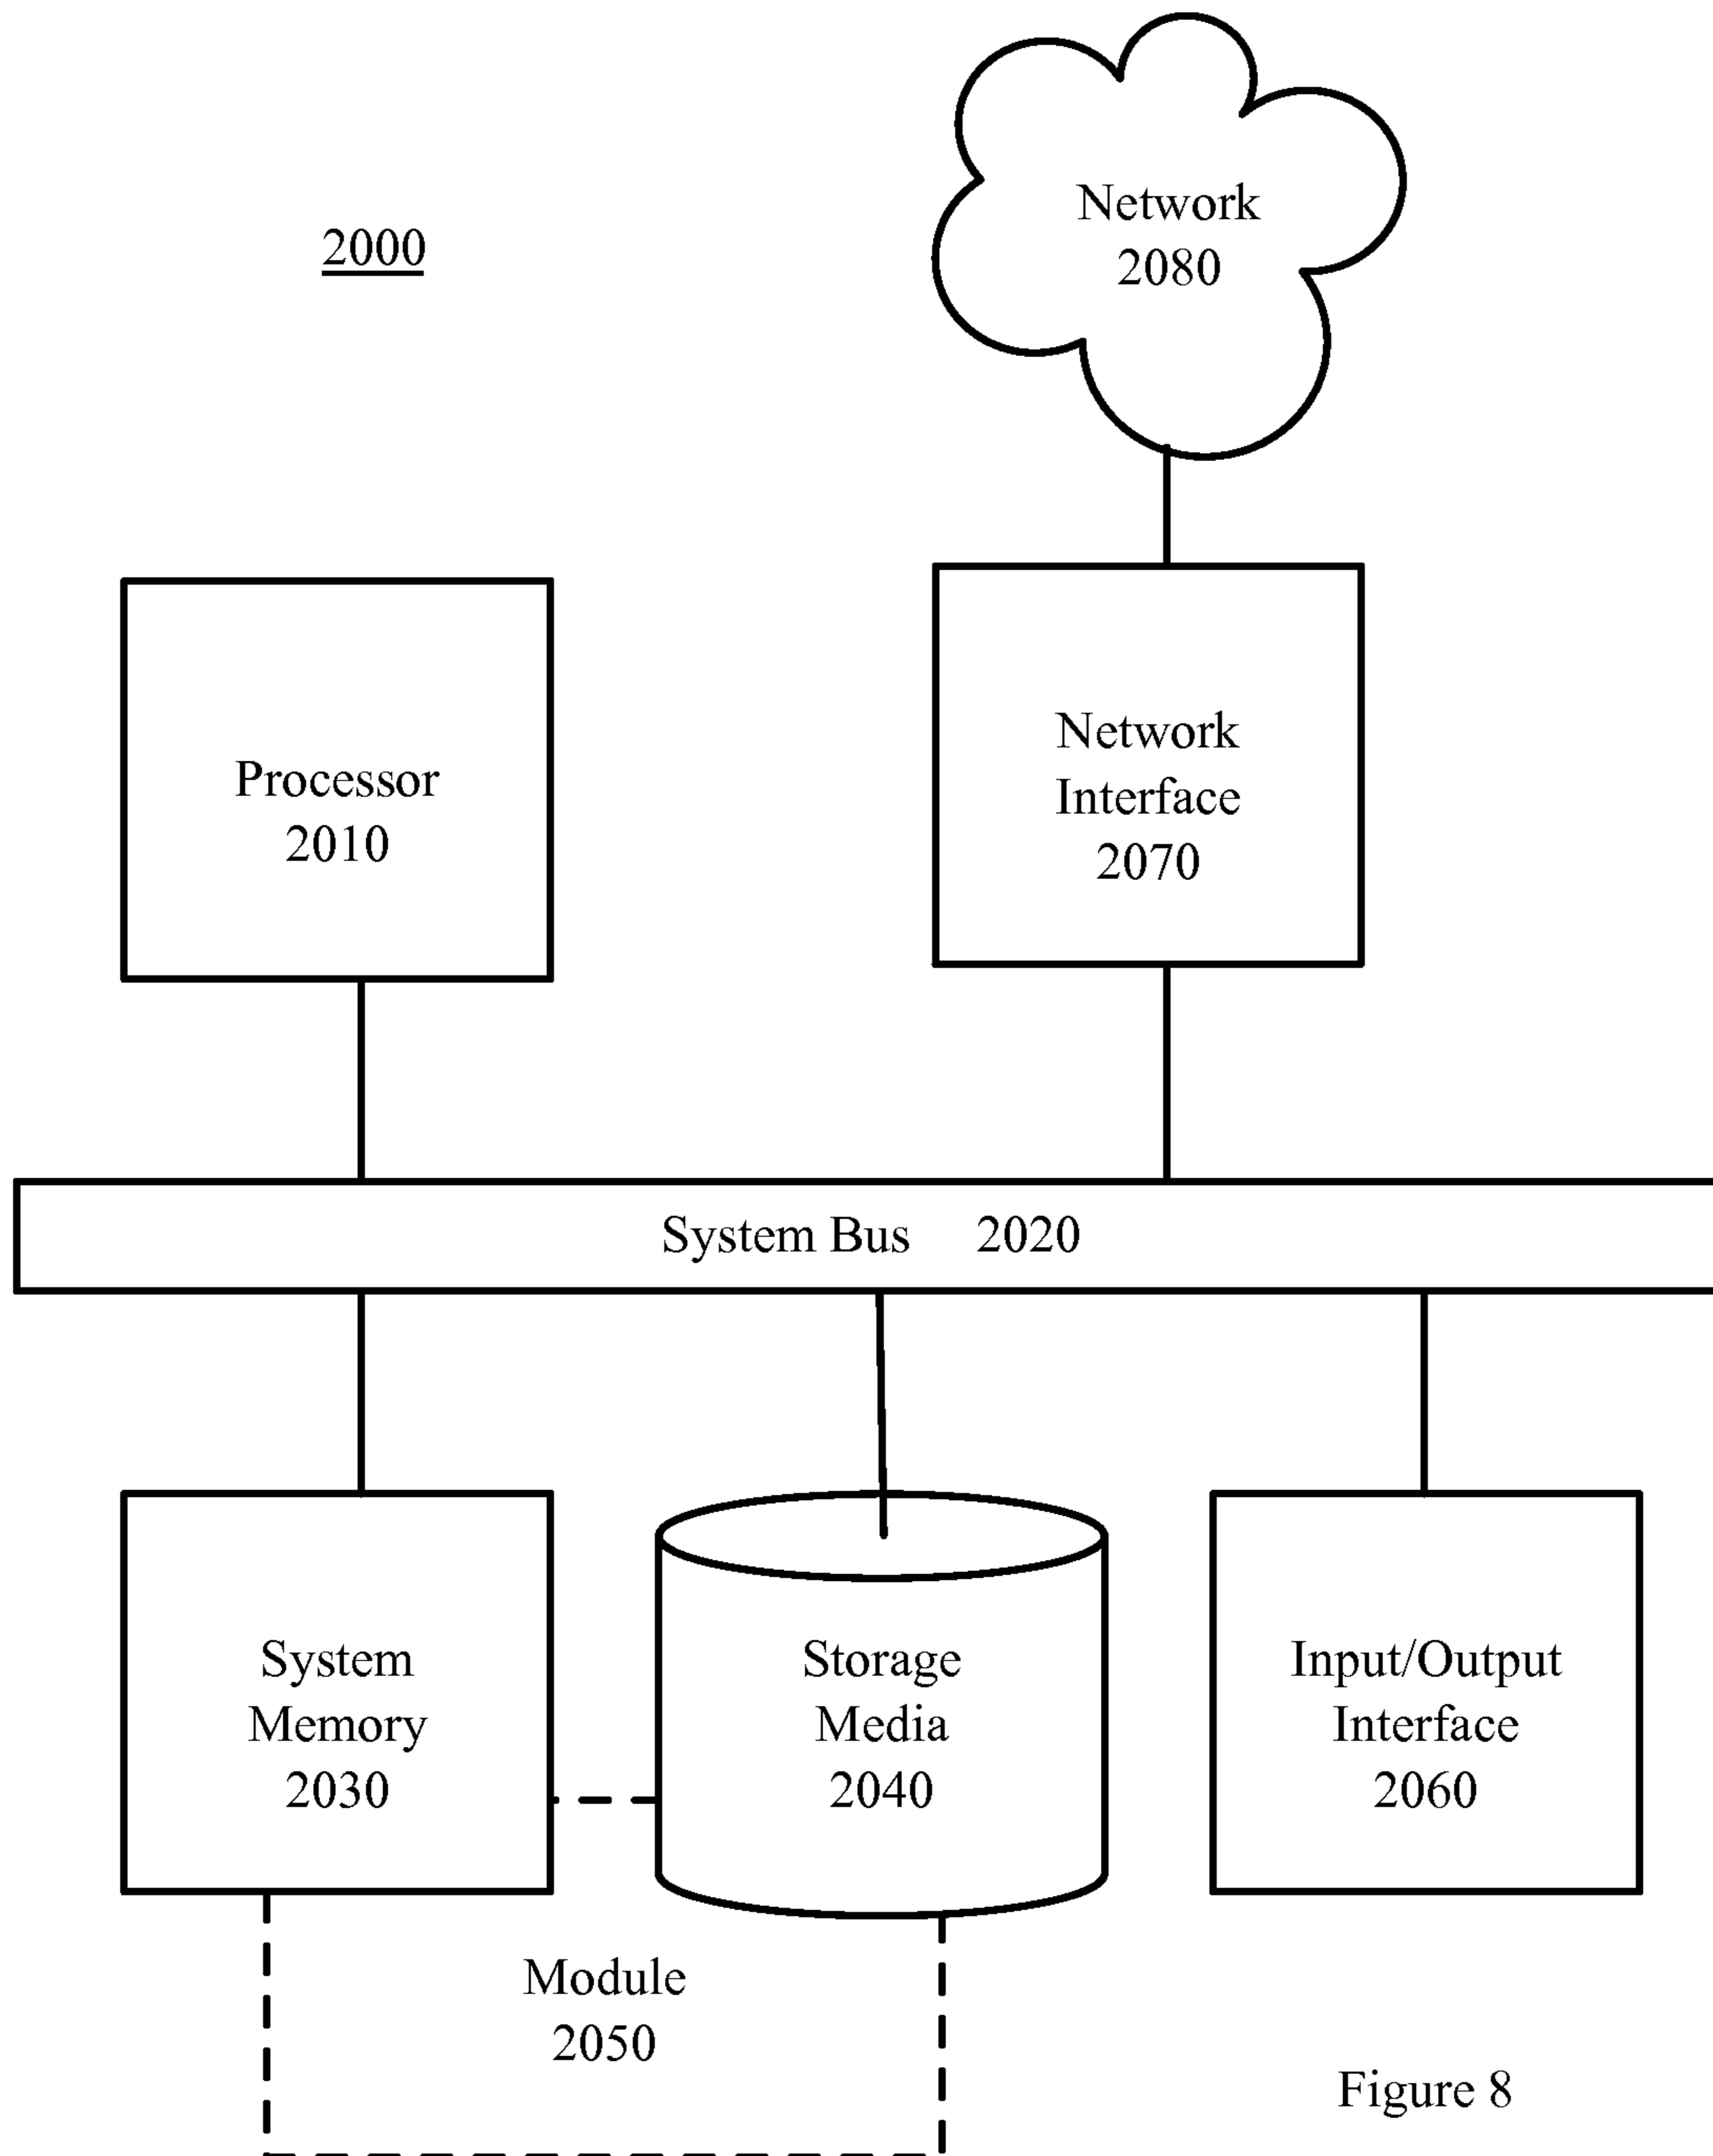 Network
2080
2000
Processor
2010
Network
Interface
2070
System Bus 2020
System
Memory
2030
Storage
Media
2040
Input/Output
Interface
2060
Module
2050
Figure 8